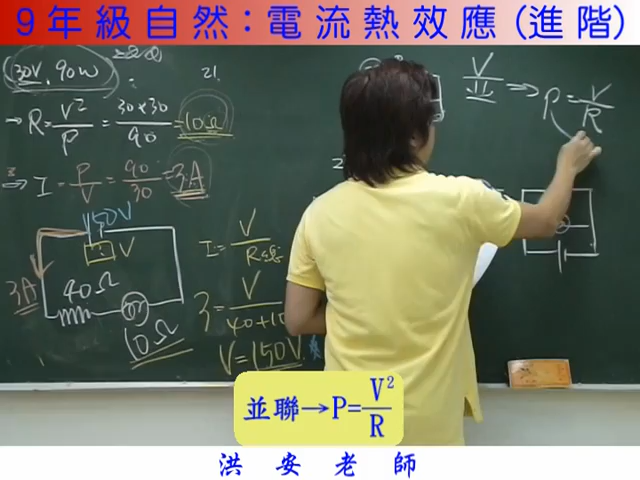 9年級自然:電流熱效應(進階)
30V, 90W
21.
→R=V²/P=30×30/90=10Ω
⇒I=P/V=90/30=3A
150V
V
3A
40Ω
10Ω
I=V/R
3=V/40+10
V=150V
V/並⇒P=V/R
2
並聯→P=V²/R
洪安老師